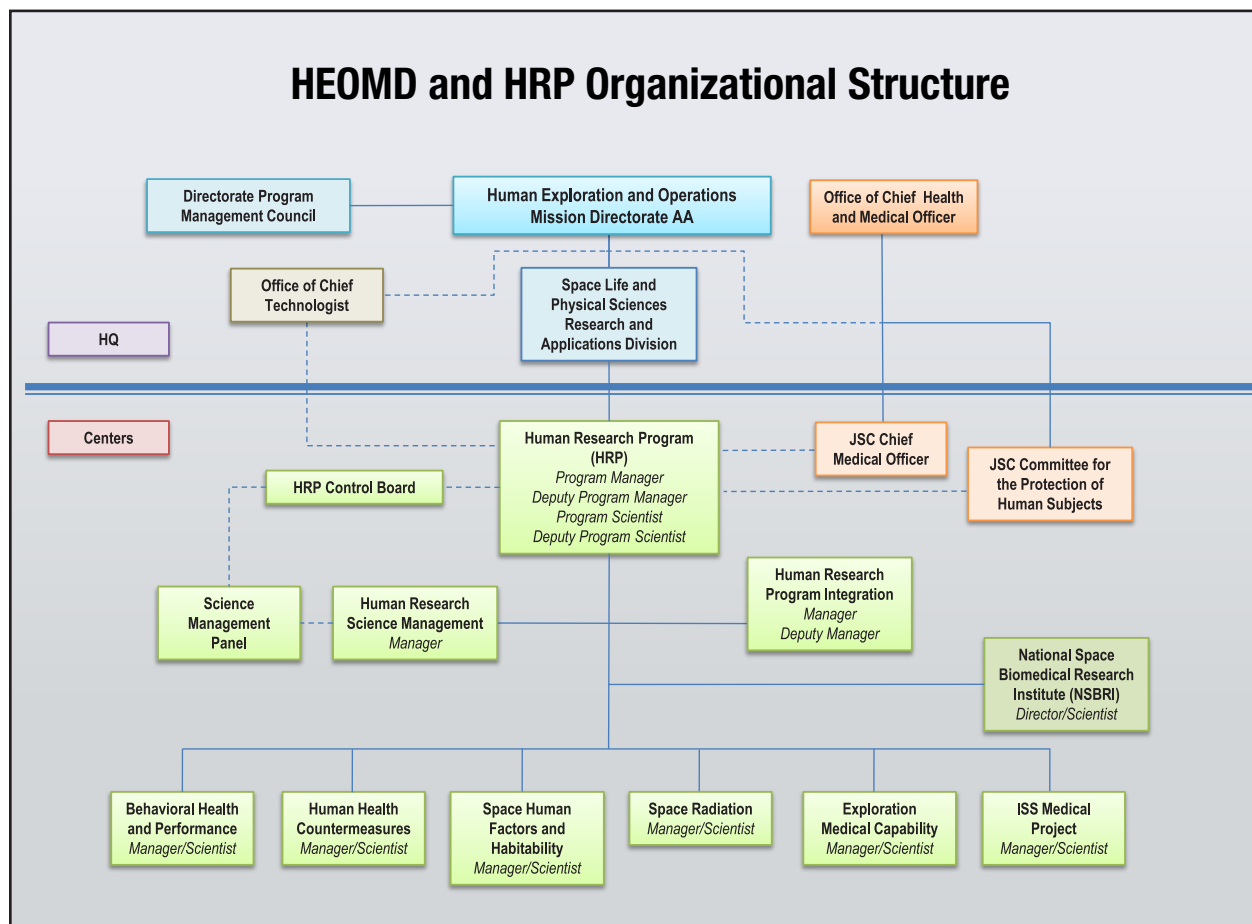 HEOMD and HRP Organizational Structure
Directorate Program
Management Council
Human Exploration and Operations
Mission Directorate AA
Office of Chief Health
and Medical Officer
Office of Chief
Technologist
Space Life and
Physical Sciences
Research and
Applications Division
HQ
Centers
Human Research Program
(HRP)
Program Manager
Deputy Program Manager
Program Scientist
Deputy Program Scientist
JSC Chief
Medical Officer
JSC Committee for
the Protection of
Human Subjects
HRP Control Board
Science
Management
Panel
Human Research
Science Management
Manager
Human Research
Program Integration
Manager
Deputy Manager
National Space
Biomedical Research
Institute (NSBRI)
Director/Scientist
Behavioral Health
and Performance
Manager/Scientist
Human Health
Countermeasures
Manager/Scientist
Space Human
Factors and
Habitability
Manager/Scientist
Space Radiation
Manager/Scientist
Exploration
Medical Capability
Manager/Scientist
ISS Medical
Project
Manager/Scientist